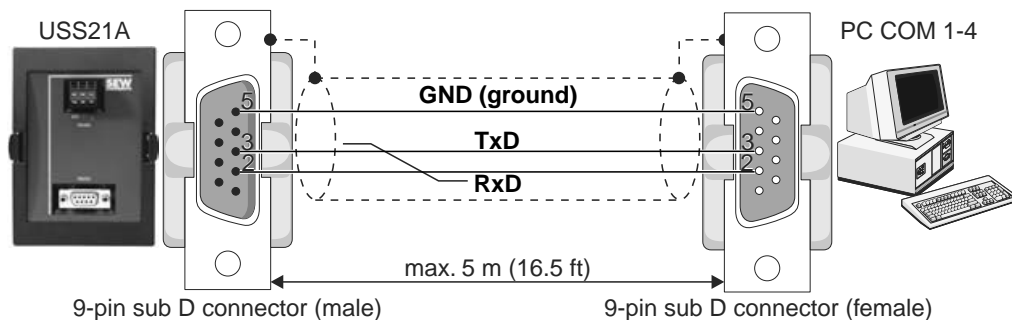 USS21A
PC COM 1-4
SEW
GND (ground)
5
5
TxD
3
3
2
2
RxD
max. 5 m (16.5 ft)
9-pin sub D connector (male)
9-pin sub D connector (female)